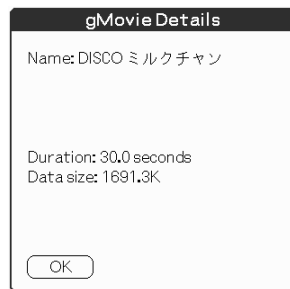 gMovie Details
Name: DISCO ミルクチャン
Duration: 30.0 seconds
Data size: 1691.3K
OK